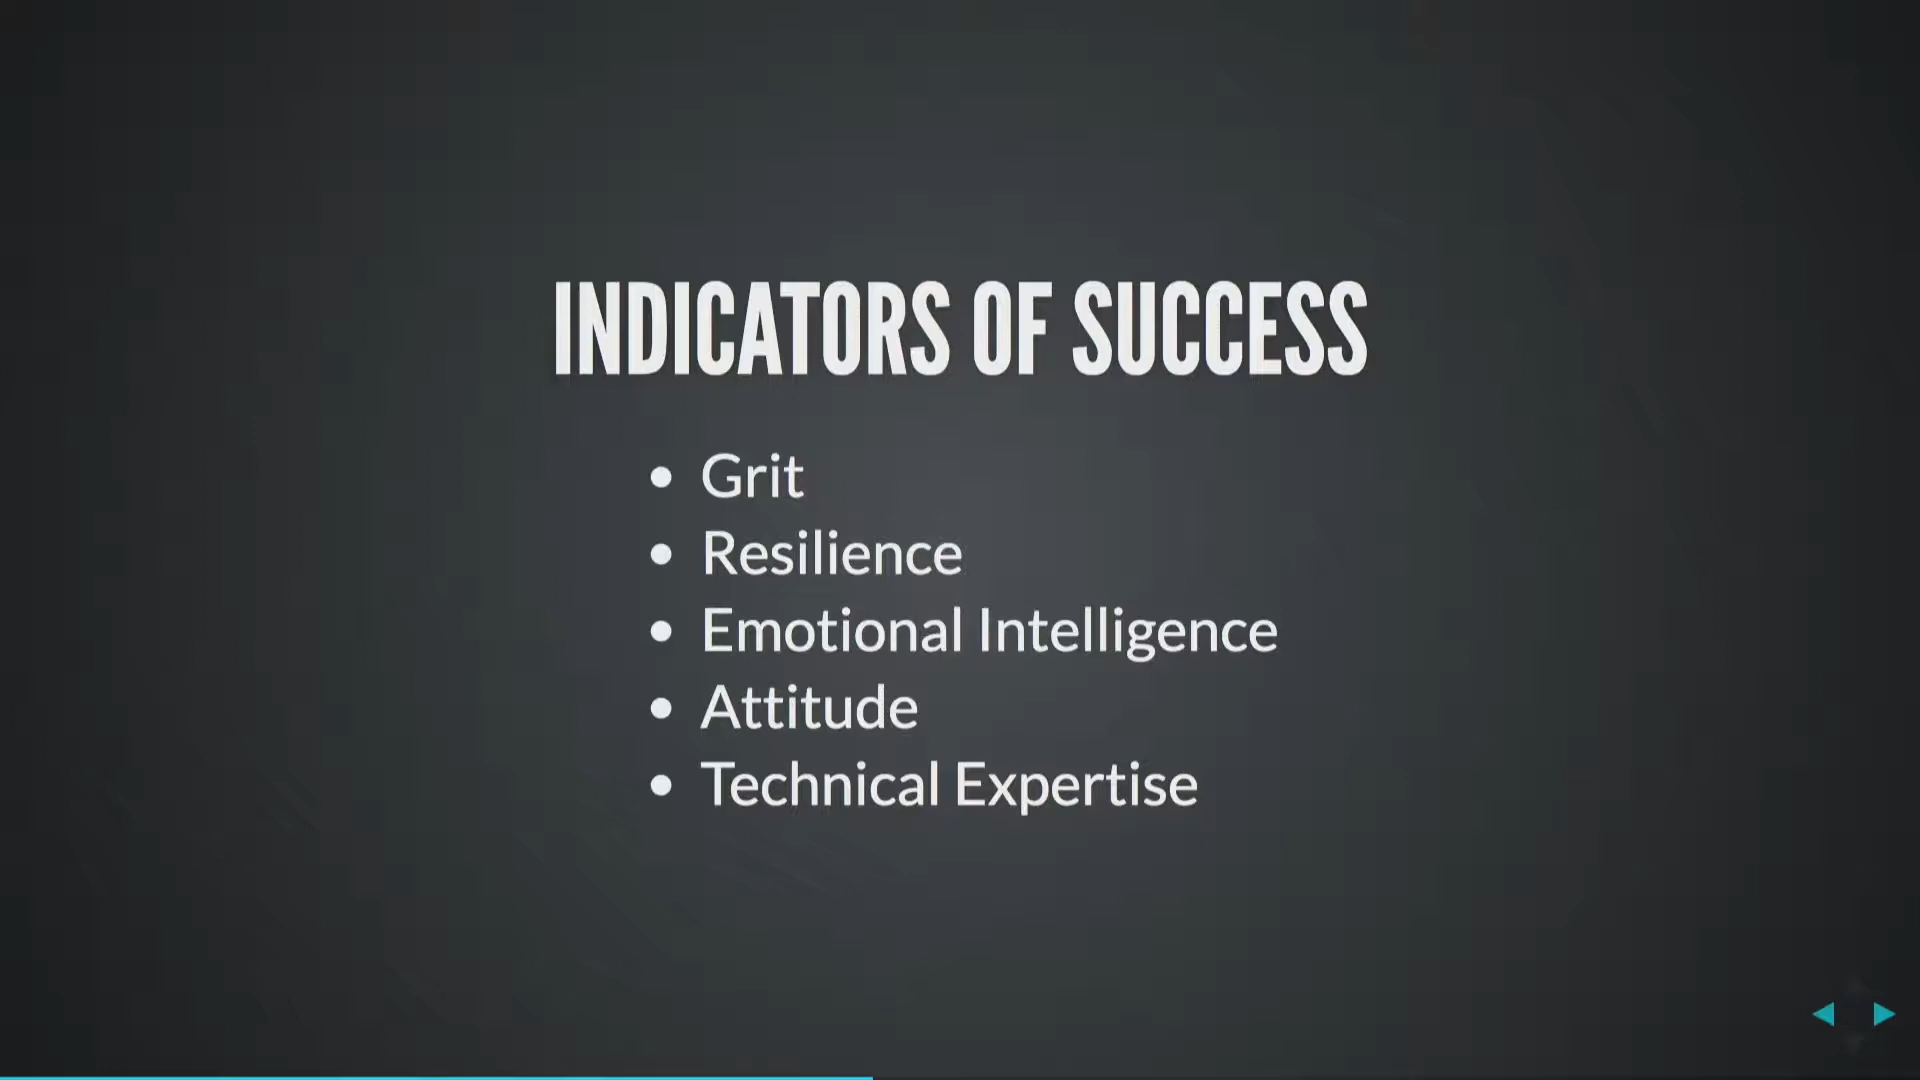 INDICATORS OF SUCCESS
Grit
Resilience
Emotional Intelligence
Attitude
Technical Expertise